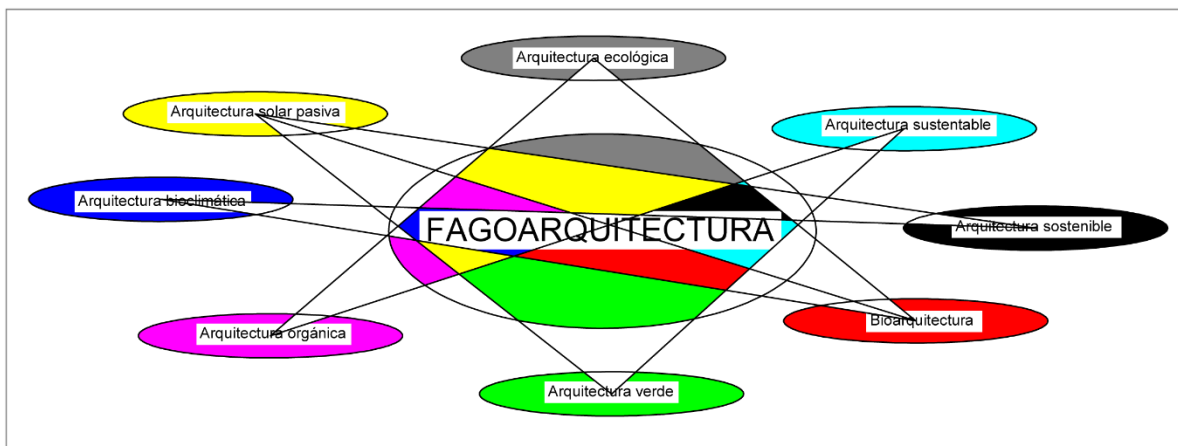 Arquitectura ecológica
Arquitectura solar pasiva
Arquitectura sustentable
Arquitectura bioclimática
FAGOARQUITECTURA
Arquitectura sostenible
Arquitectura orgánica
Bioarquitectura
Arquitectura verde